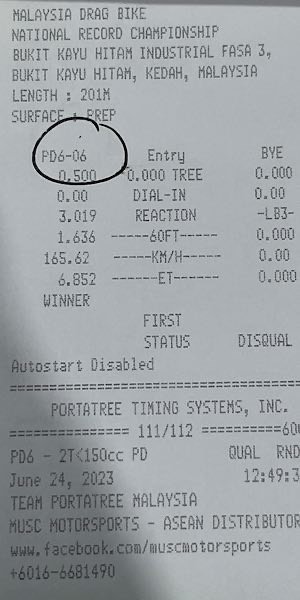 MALAYSIA DRAG BIKE
NATIONAL RECORD CHAMPIONSHIP
BUKIT KAYU HITAM INDUSTRIAL FASA 3,
BUKIT KAYU HITAM, KEDAH, MALAYSIA
LENGTH : 201M
SURFACE : PREP
PD6-06 Entry BYE
0.500 0.000 TREE 0.000
0.00 DIAL-IN 0.00
3.019 REACTION -LB3-
1.636 -----60FT----- 0.000
165.62 -----KM/H----- 0.00
6.852 ------ET------ 0.000
WINNER
FIRST
STATUS DISQUAL
Autostart Disabled
====================================
PORTATREE TIMING SYSTEMS, INC.
============= 111/112 ==========600
PD6 - 2T<150cc PD QUAL RND
June 24, 2023 12:49:3
TEAM PORTATREE MALAYSIA
MUSC MOTORSPORTS - ASEAN DISTRIBUTOR
www.facebook.com/muscmotorsports
+6016-6681490